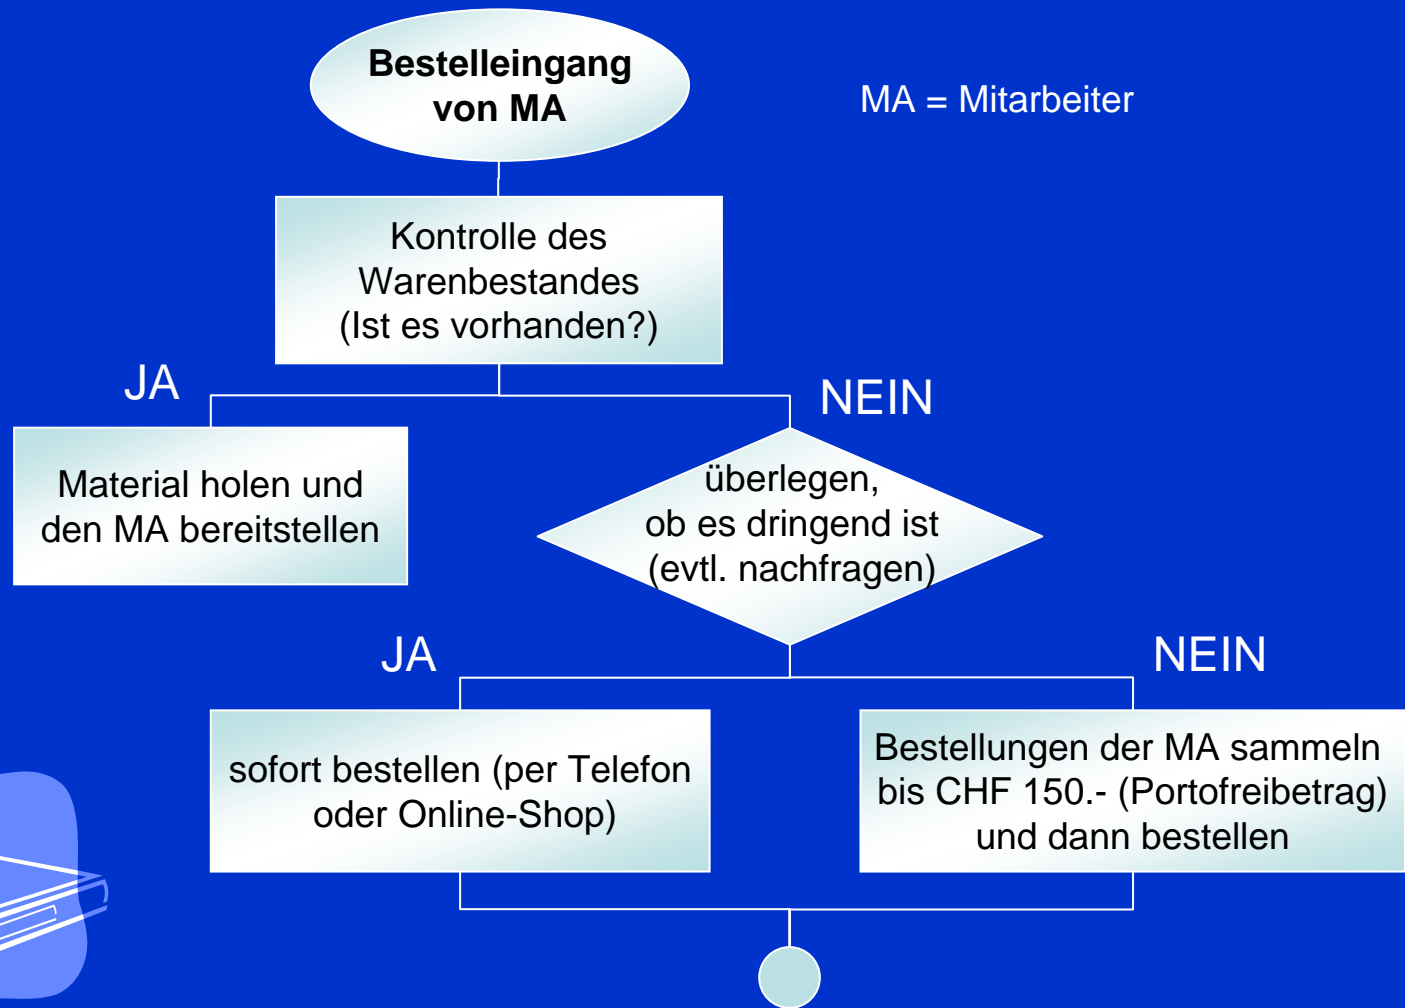 Bestelleingang
von MA
MA = Mitarbeiter
Kontrolle des
Warenbestandes
(Ist es vorhanden?)
JA
NEIN
Material holen und
den MA bereitstellen
überlegen,
ob es dringend ist
(evtl. nachfragen)
JA
NEIN
sofort bestellen (per Telefon
oder Online-Shop)
Bestellungen der MA sammeln
bis CHF 150.- (Portofreibetrag)
und dann bestellen